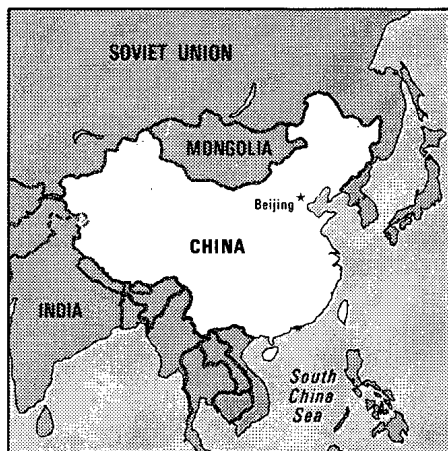 SOVIET UNION
MONGOLIA
Beijing
CHINA
INDIA
South
China
Sea